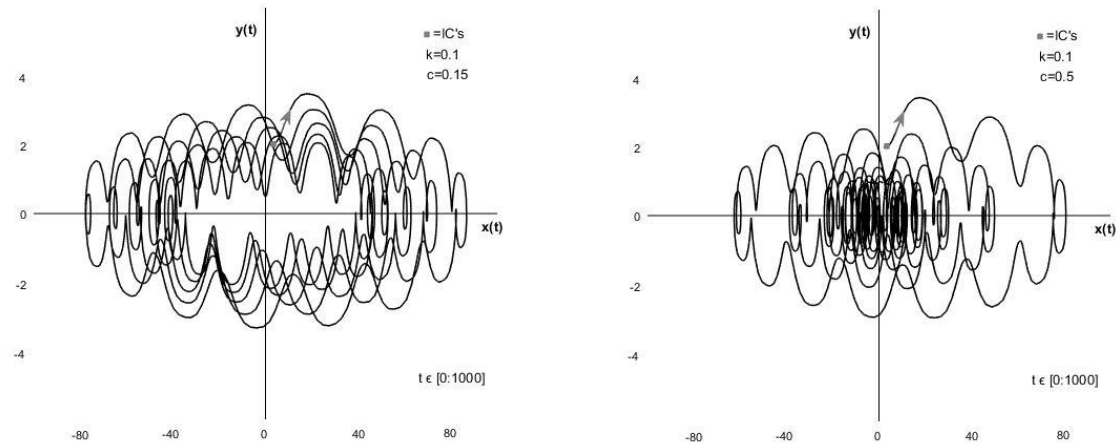 y(t)
■ =IC's
k=0.1
c=0.15
4
2
0
-2
-4
x(t)
t ϵ [0:1000]
-80
-40
0
40
80
y(t)
■ =IC's
k=0.1
c=0.5
4
2
0
-2
-4
x(t)
t ϵ [0:1000]
-80
-40
0
40
80